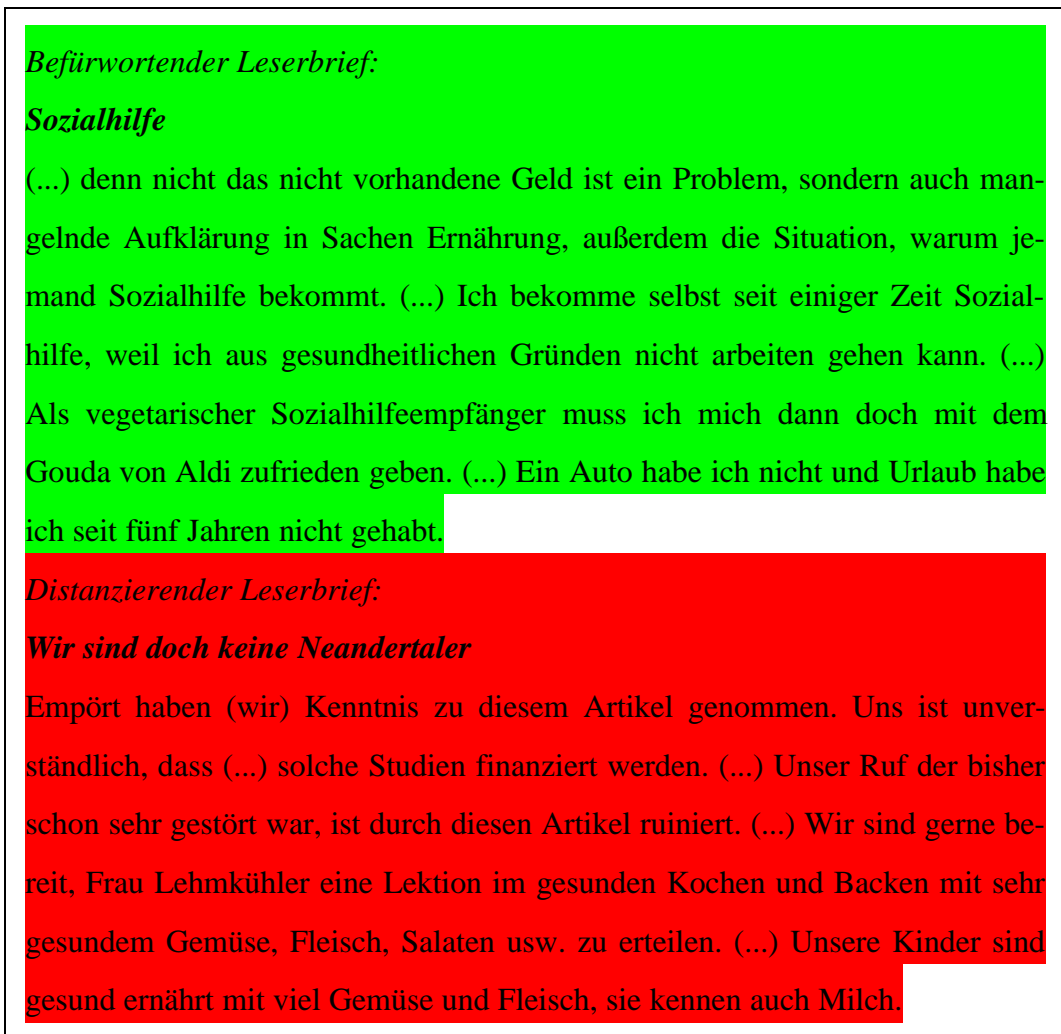 Befürwortender Leserbrief:
Sozialhilfe
(...) denn nicht das nicht vorhandene Geld ist ein Problem, sondern auch man-
gelnde Aufklärung in Sachen Ernährung, außerdem die Situation, warum je-
mand Sozialhilfe bekommt. (...) Ich bekomme selbst seit einiger Zeit Sozial-
hilfe, weil ich aus gesundheitlichen Gründen nicht arbeiten gehen kann. (...)
Als vegetarischer Sozialhilfeempfänger muss ich mich dann doch mit dem
Gouda von Aldi zufrieden geben. (...) Ein Auto habe ich nicht und Urlaub habe
ich seit fünf Jahren nicht gehabt.
Distanzierender Leserbrief:
Wir sind doch keine Neandertaler
Empört haben (wir) Kenntnis zu diesem Artikel genommen. Uns ist unver-
ständlich, dass (...) solche Studien finanziert werden. (...) Unser Ruf der bisher
schon sehr gestört war, ist durch diesen Artikel ruiniert. (...) Wir sind gerne be-
reit, Frau Lehmkühler eine Lektion im gesunden Kochen und Backen mit sehr
gesundem Gemüse, Fleisch, Salaten usw. zu erteilen. (...) Unsere Kinder sind
gesund ernährt mit viel Gemüse und Fleisch, sie kennen auch Milch.